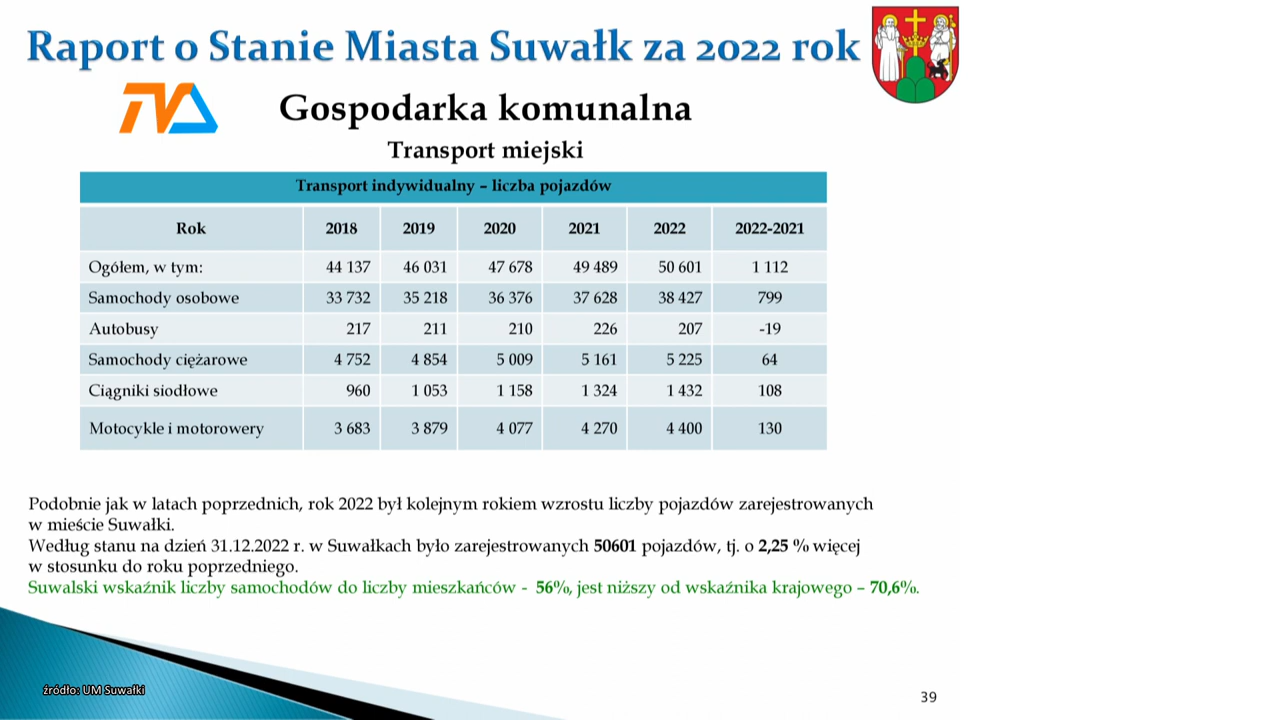 Raport o Stanie Miasta Suwałk za 2022 rok
TVA
Gospodarka komunalna
Transport miejski
Transport indywidualny – liczba pojazdów
Rok 2018 2019 2020 2021 2022 2022-2021
Ogółem, w tym: 44 137 46 031 47 678 49 489 50 601 1 112
Samochody osobowe 33 732 35 218 36 376 37 628 38 427 799
Autobusy 217 211 210 226 207 -19
Samochody ciężarowe 4 752 4 854 5 009 5 161 5 225 64
Ciągniki siodłowe 960 1 053 1 158 1 324 1 432 108
Motocykle i motorowery 3 683 3 879 4 077 4 270 4 400 130
Podobnie jak w latach poprzednich, rok 2022 był kolejnym rokiem wzrostu liczby pojazdów zarejestrowanych
w mieście Suwałki.
Według stanu na dzień 31.12.2022 r. w Suwałkach było zarejestrowanych 50601 pojazdów, tj. o 2,25 % więcej
w stosunku do roku poprzedniego.
Suwalski wskaźnik liczby samochodów do liczby mieszkańców - 56%, jest niższy od wskaźnika krajowego – 70,6%.
źródło: UM Suwałki
39